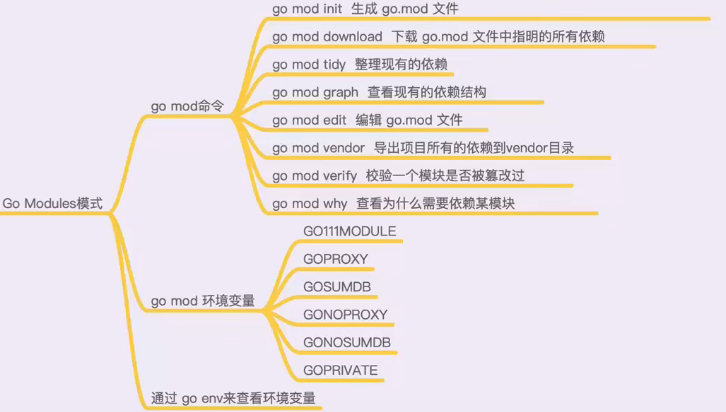 go mod init 生成 go.mod 文件
go mod download 下载 go.mod 文件中指明的所有依赖
go mod tidy 整理现有的依赖
go mod graph 查看现有的依赖结构
go mod命令
go mod edit 编辑 go.mod 文件
go mod vendor 导出项目所有的依赖到vendor目录
go mod verify 校验一个模块是否被篡改过
go mod why 查看为什么需要依赖某模块
Go Modules模式
GO111MODULE
GOPROXY
GOSUMDB
go mod 环境变量
GONOPROXY
GONOSUMDB
GOPRIVATE
通过 go env来查看环境变量